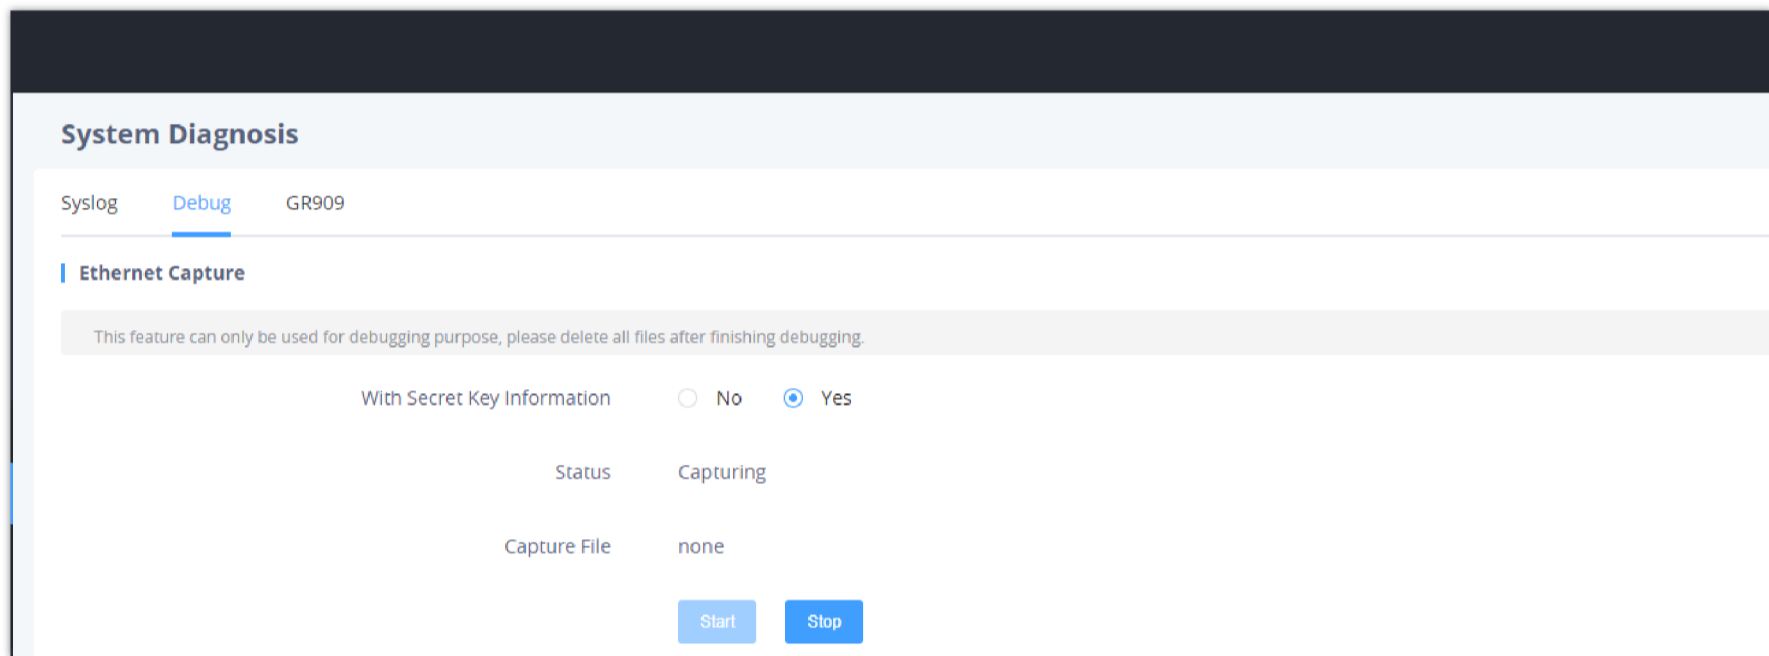 System Diagnosis
Syslog Debug GR909
Ethernet Capture
This feature can only be used for debugging purpose, please delete all files after finishing debugging.
With Secret Key Information No Yes
Status Capturing
Capture File none
Start Stop